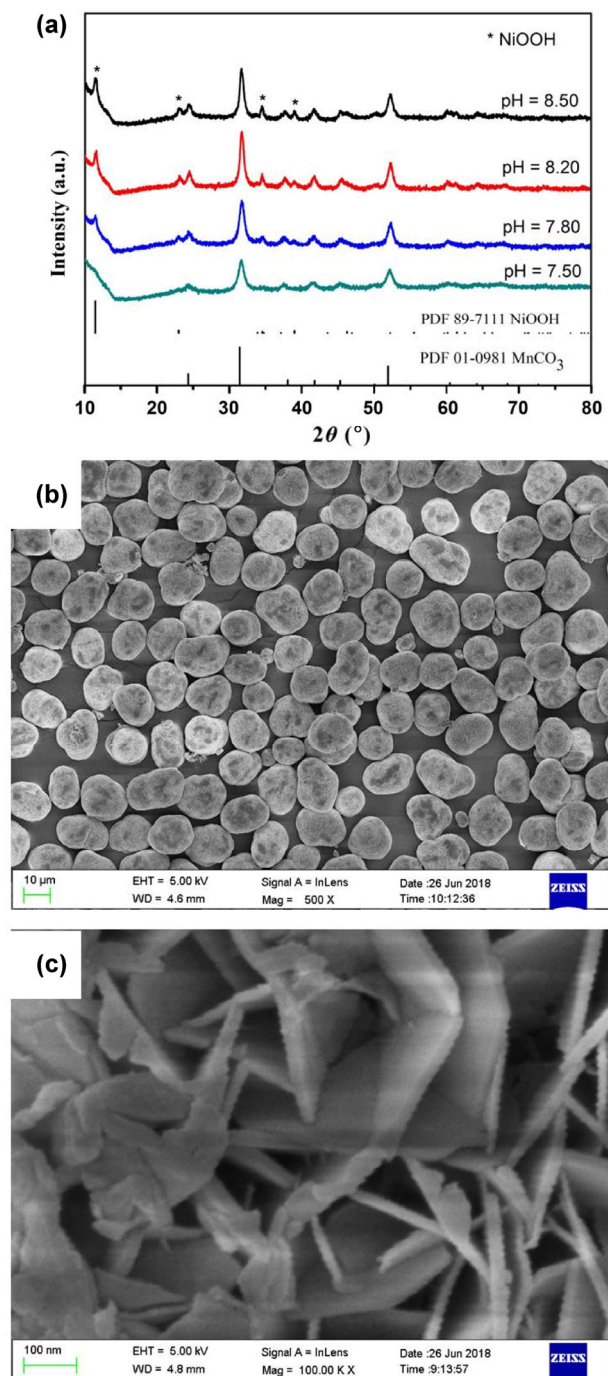 (a)
* NiOOH
*
*
*
*
pH = 8.50
pH = 8.20
pH = 7.80
pH = 7.50
PDF 89-7111 NiOOH
PDF 01-0981 MnCO3
Intensity (a.u.)
10 20 30 40 50 60 70 80
2θ (°)
(b)
10 µm
EHT = 5.00 kV
Signal A = InLens
Date :26 Jun 2018
WD = 4.6 mm
Mag = 500 X
Time :10:12:36
ZEISS
(c)
100 nm
EHT = 5.00 kV
Signal A = InLens
Date :26 Jun 2018
WD = 4.8 mm
Mag = 100.00 K X
Time :9:13:57
ZEISS